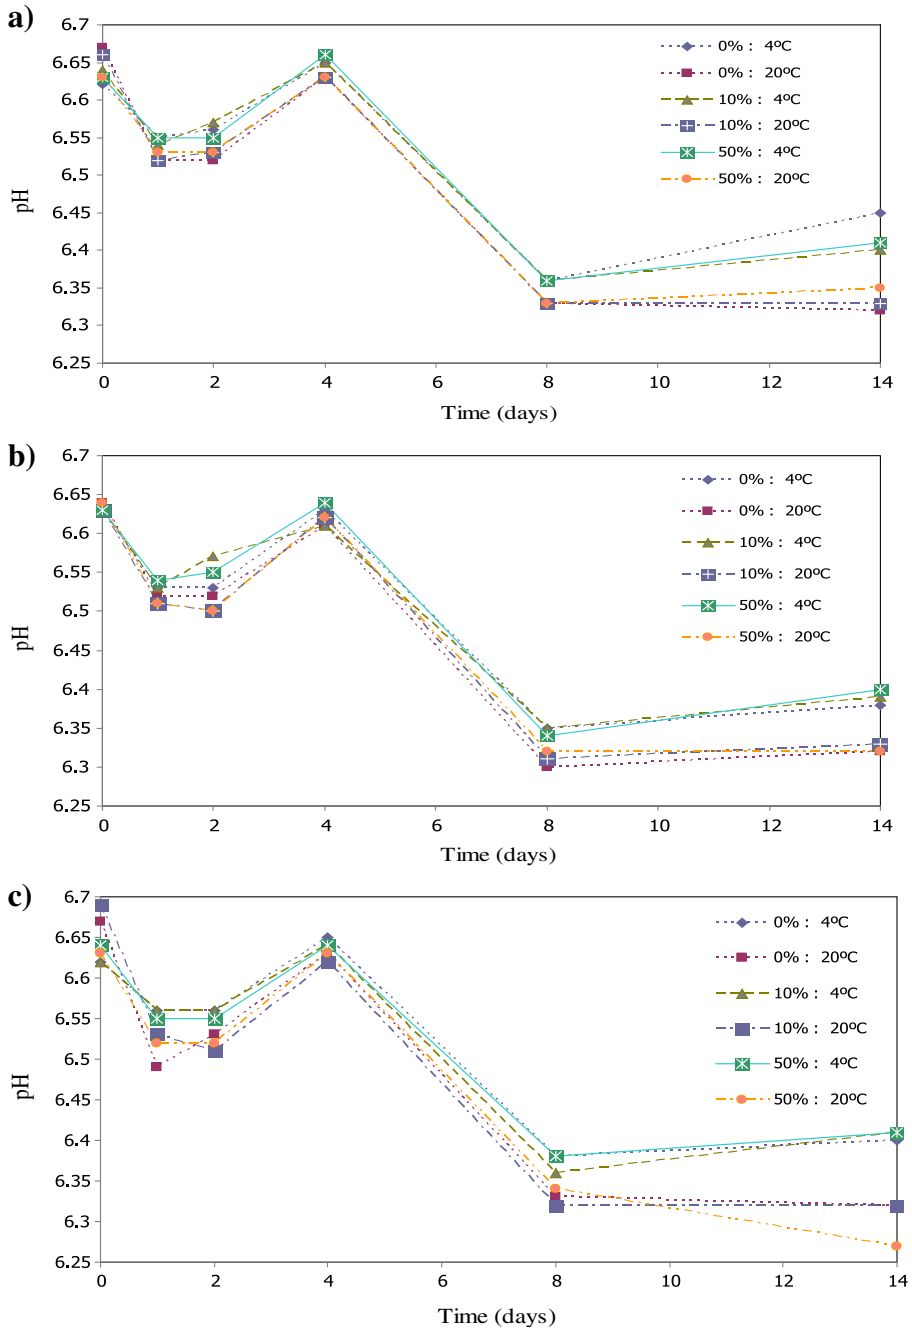 a)
6.7
6.65
6.6
6.55
6.5
6.45
6.4
6.35
6.3
6.25
pH
0 2 4 6 8 10 12 14
Time (days)
0% : 4ºC
0% : 20ºC
10% : 4ºC
10% : 20ºC
50% : 4ºC
50% : 20ºC
b)
6.7
6.65
6.6
6.55
6.5
6.45
6.4
6.35
6.3
6.25
pH
0 2 4 6 8 10 12 14
Time (days)
0% : 4ºC
0% : 20ºC
10% : 4ºC
10% : 20ºC
50% : 4ºC
50% : 20ºC
c)
6.7
6.65
6.6
6.55
6.5
6.45
6.4
6.35
6.3
6.25
pH
0 2 4 6 8 10 12 14
Time (days)
0% : 4ºC
0% : 20ºC
10% : 4ºC
10% : 20ºC
50% : 4ºC
50% : 20ºC